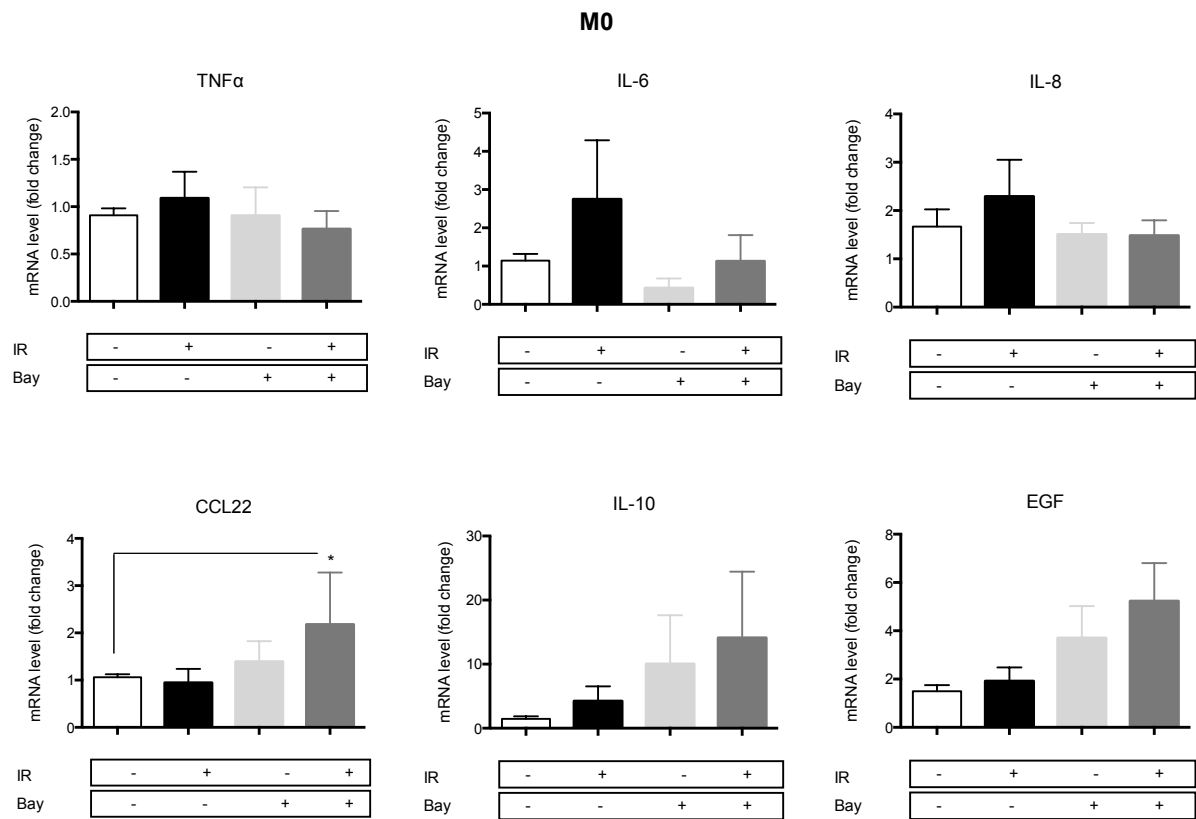 M0
TNFα
mRNA level (fold change)
2.0
1.5
1.0
0.5
0.0
IR - + - +
Bay - - + +
IL-6
mRNA level (fold change)
5
4
3
2
1
0
IR - + - +
Bay - - + +
IL-8
mRNA level (fold change)
4
3
2
1
0
IR - + - +
Bay - - + +
CCL22
mRNA level (fold change)
4
3
2
1
0
*
IR - + - +
Bay - - + +
IL-10
mRNA level (fold change)
30
20
10
0
IR - + - +
Bay - - + +
EGF
mRNA level (fold change)
8
6
4
2
0
IR - + - +
Bay - - + +